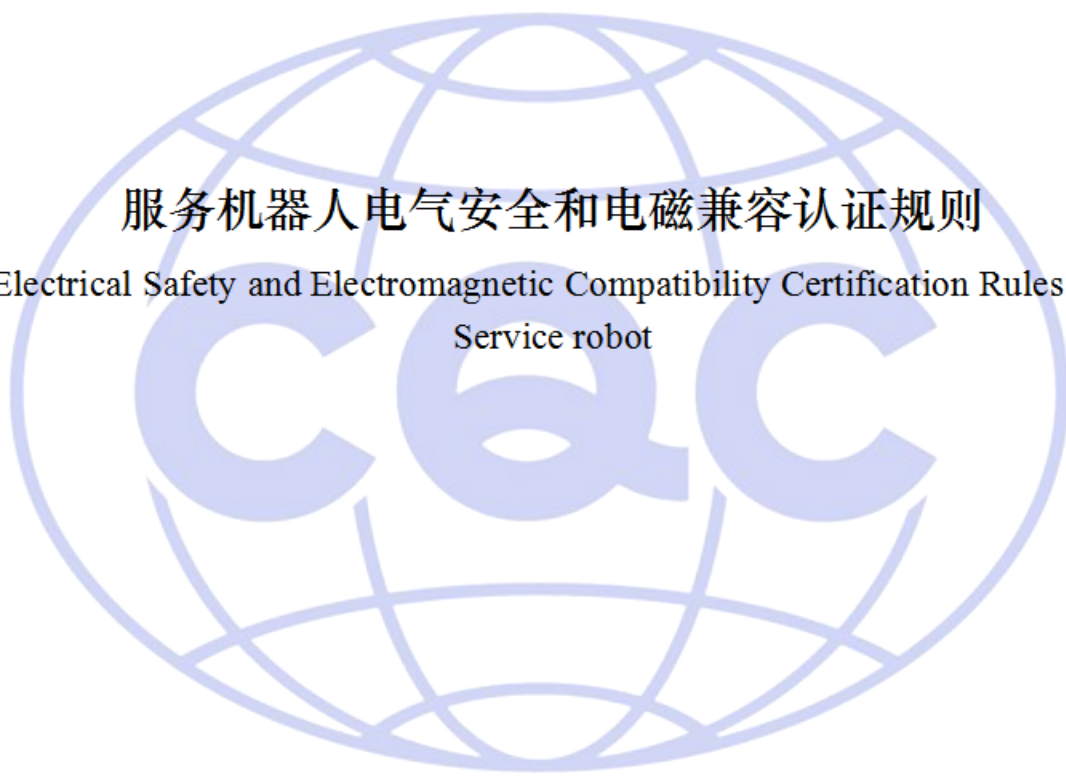 服务机器人电气安全和电磁兼容认证规则
Electrical Safety and Electromagnetic Compatibility Certification Rules
Service robot
CQC